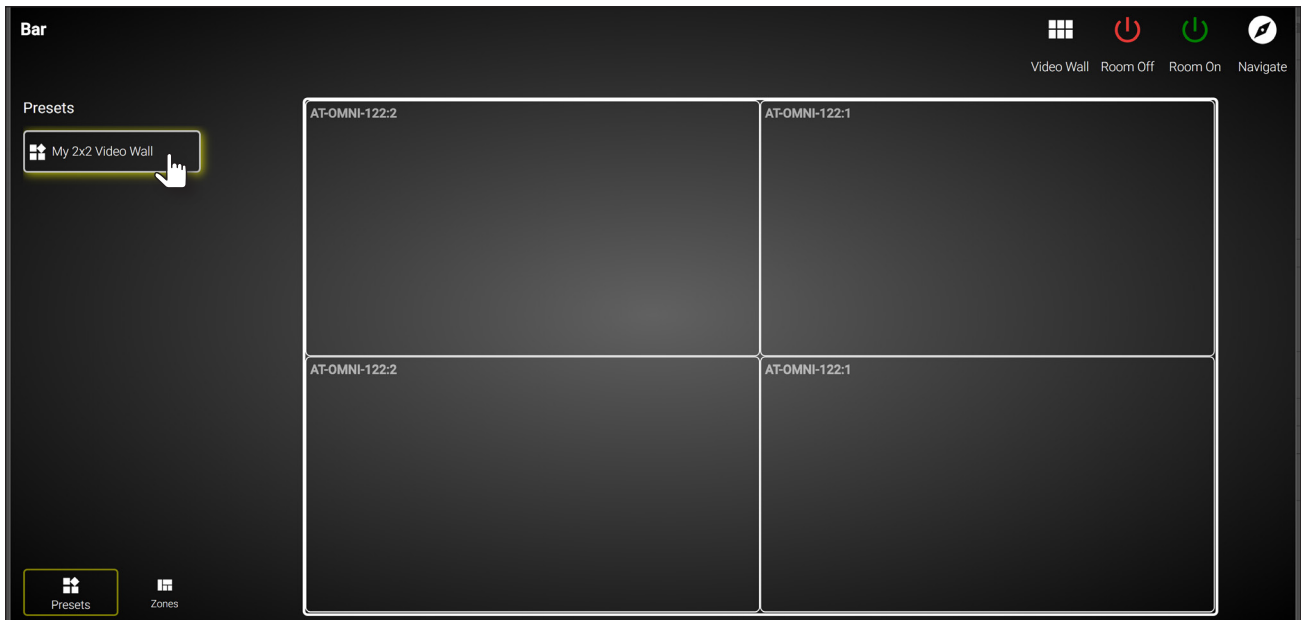 Bar
Video Wall
Room Off
Room On
Navigate
Presets
My 2x2 Video Wall
AT-OMNI-122:2
AT-OMNI-122:1
AT-OMNI-122:2
AT-OMNI-122:1
Presets
Zones